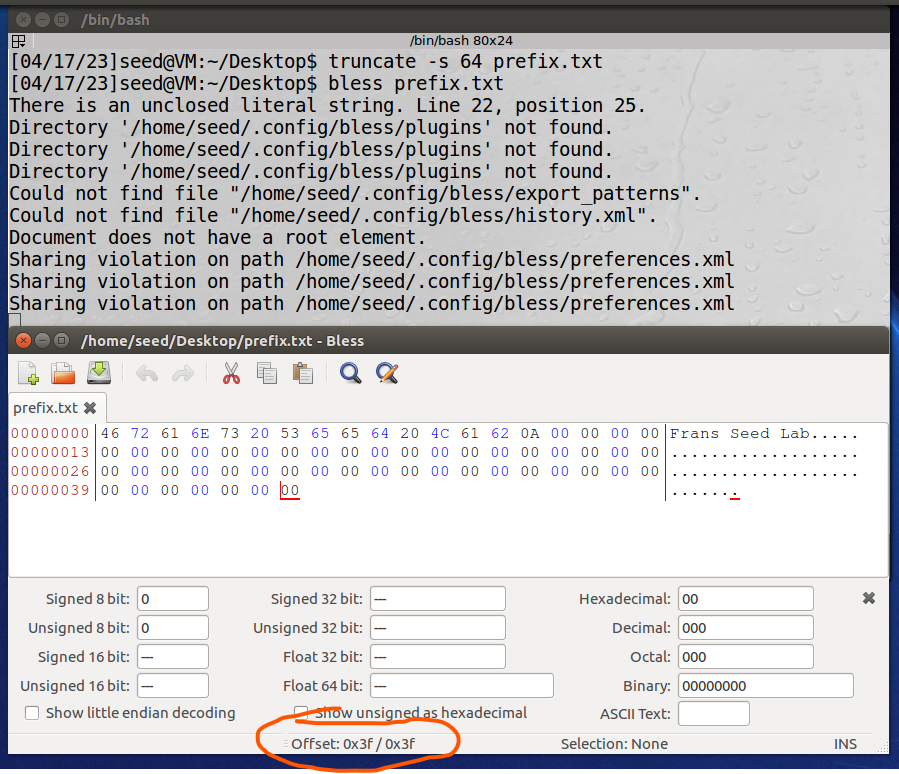 /bin/bash
/bin/bash 80x24
[04/17/23]seed@VM:~/Desktop$ truncate -s 64 prefix.txt
[04/17/23]seed@VM:~/Desktop$ bless prefix.txt
There is an unclosed literal string. Line 22, position 25.
Directory '/home/seed/.config/bless/plugins' not found.
Directory '/home/seed/.config/bless/plugins' not found.
Directory '/home/seed/.config/bless/plugins' not found.
Could not find file "/home/seed/.config/bless/export_patterns".
Could not find file "/home/seed/.config/bless/history.xml".
Document does not have a root element.
Sharing violation on path /home/seed/.config/bless/preferences.xml
Sharing violation on path /home/seed/.config/bless/preferences.xml
Sharing violation on path /home/seed/.config/bless/preferences.xml
/home/seed/Desktop/prefix.txt - Bless
prefix.txt
00000000 46 72 61 6E 73 20 53 65 65 64 20 4C 61 62 0A 00 00 00 00 Frans Seed Lab.....
00000013 00 00 00 00 00 00 00 00 00 00 00 00 00 00 00 00 00 00 00 ...................
00000026 00 00 00 00 00 00 00 00 00 00 00 00 00 00 00 00 00 00 00 ...................
00000039 00 00 00 00 00 00 00 .......
Signed 8 bit: 0 Signed 32 bit: --- Hexadecimal: 00
Unsigned 8 bit: 0 Unsigned 32 bit: --- Decimal: 000
Signed 16 bit: --- Float 32 bit: --- Octal: 000
Unsigned 16 bit: --- Float 64 bit: --- Binary: 00000000
Show little endian decoding Show unsigned as hexadecimal ASCII Text:
Offset: 0x3f / 0x3f Selection: None INS